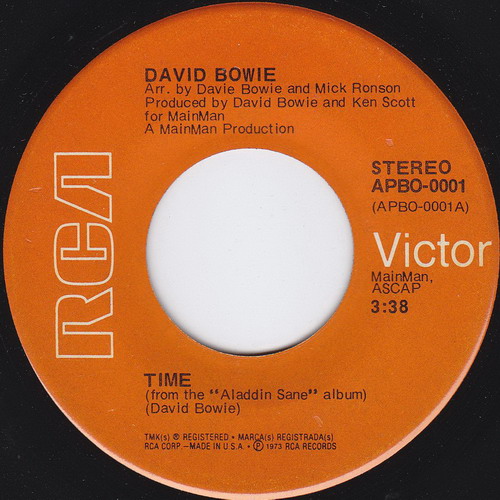 DAVID BOWIE
Arr. by Davie Bowie and Mick Ronson
Produced by David Bowie and Ken Scott
for MainMan
A MainMan Production
STEREO
APBO-0001
(APBO-0001A)
RCA
Victor
MainMan,
ASCAP
3:38
TIME
(from the "Aladdin Sane" album)
(David Bowie)
TMK(s) ® REGISTERED • MARCA(s) REGISTRADA(s)
RCA CORP.—MADE IN U.S.A. • ℗ 1973 RCA RECORDS